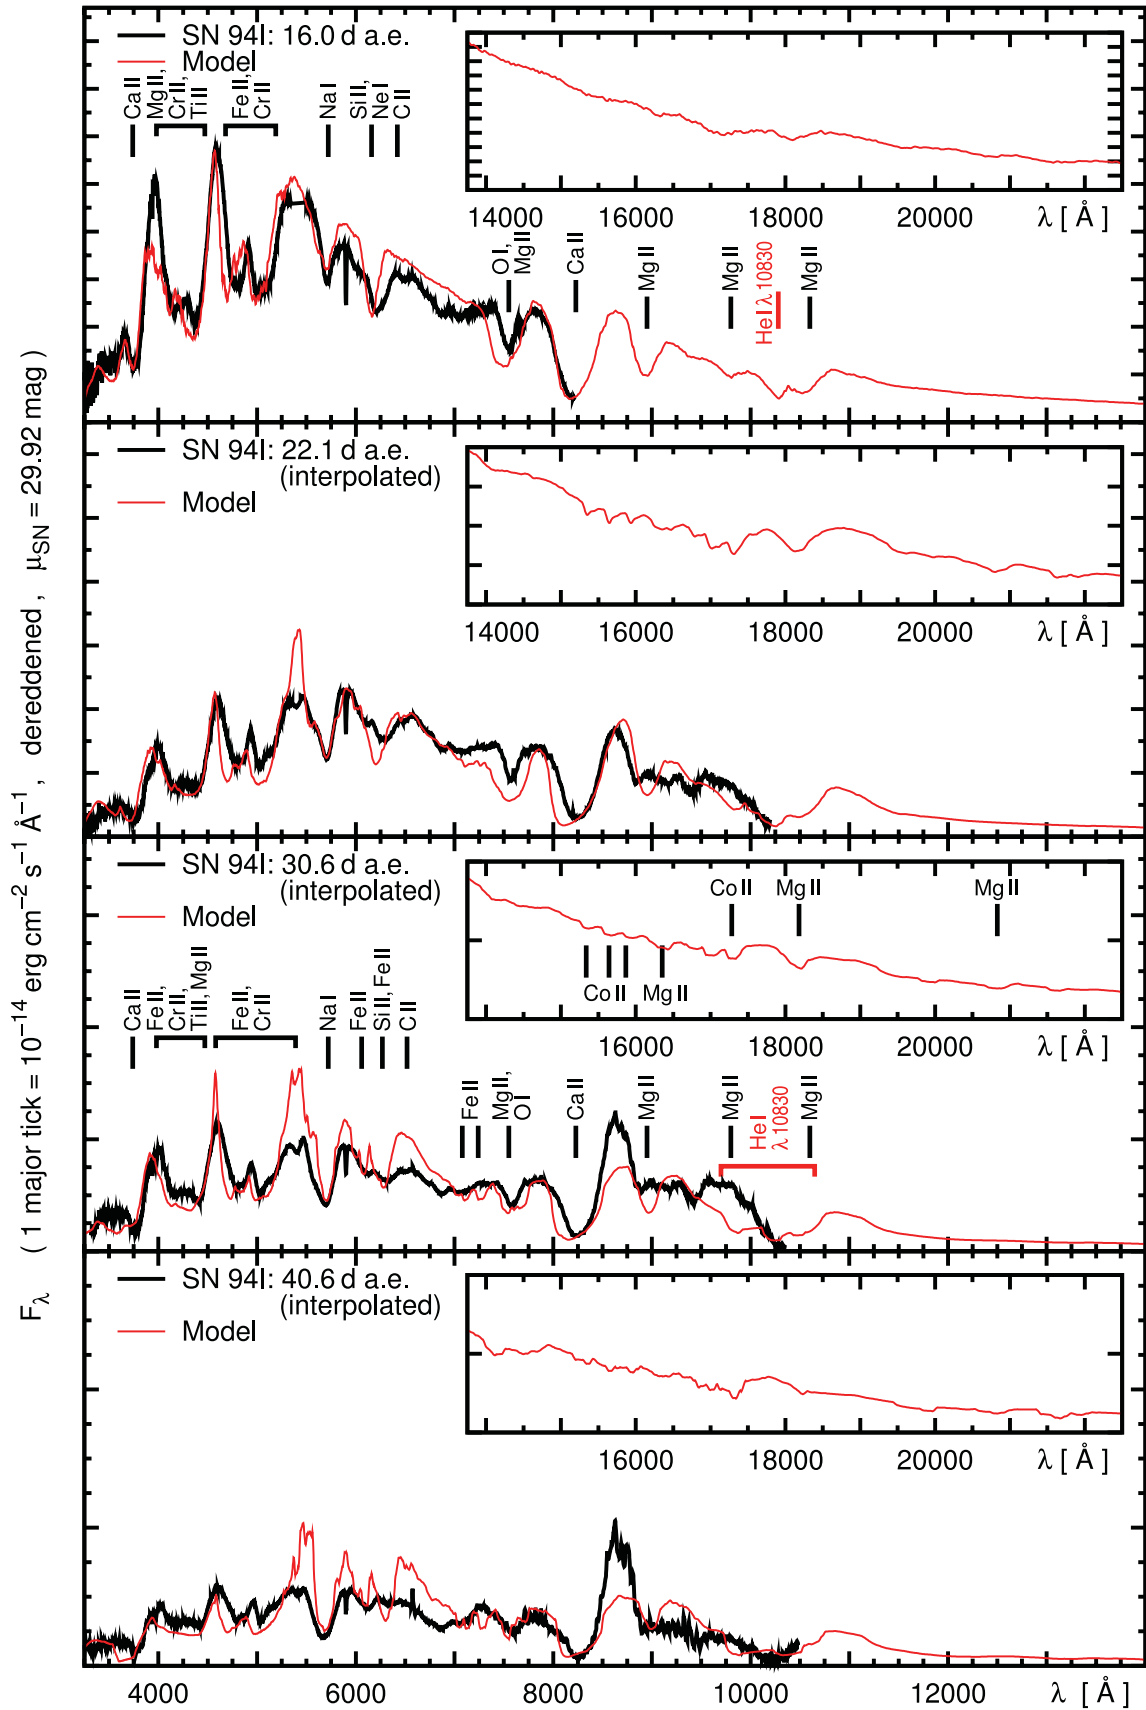 F_λ ( 1 major tick = 10⁻¹⁴ erg cm⁻² s⁻¹ Å⁻¹ , dereddened , μ_SN = 29.92 mag )
SN 94I: 16.0 d a.e.
Model
Ca II
Mg II,
Cr II,
Ti II
Fe II,
Cr II
Na I
Si II,
Ne I
C II
14000 16000 18000 20000 λ [ Å ]
O I,
Mg II
Ca II
Mg II
Mg II
He I λ 10830
Mg II
SN 94I: 22.1 d a.e.
(interpolated)
Model
14000 16000 18000 20000 λ [ Å ]
SN 94I: 30.6 d a.e.
(interpolated)
Model
Co II
Mg II
Mg II
Co II
Mg II
16000 18000 20000 λ [ Å ]
Ca II
Fe II,
Cr II,
Ti II, Mg II
Fe II,
Cr II
Na I
Fe II
Si II, Fe II
C II
Fe II
Mg II,
O I
Ca II
Mg II
Mg II
He I
λ 10830
Mg II
SN 94I: 40.6 d a.e.
(interpolated)
Model
16000 18000 20000 λ [ Å ]
4000 6000 8000 10000 12000 λ [ Å ]